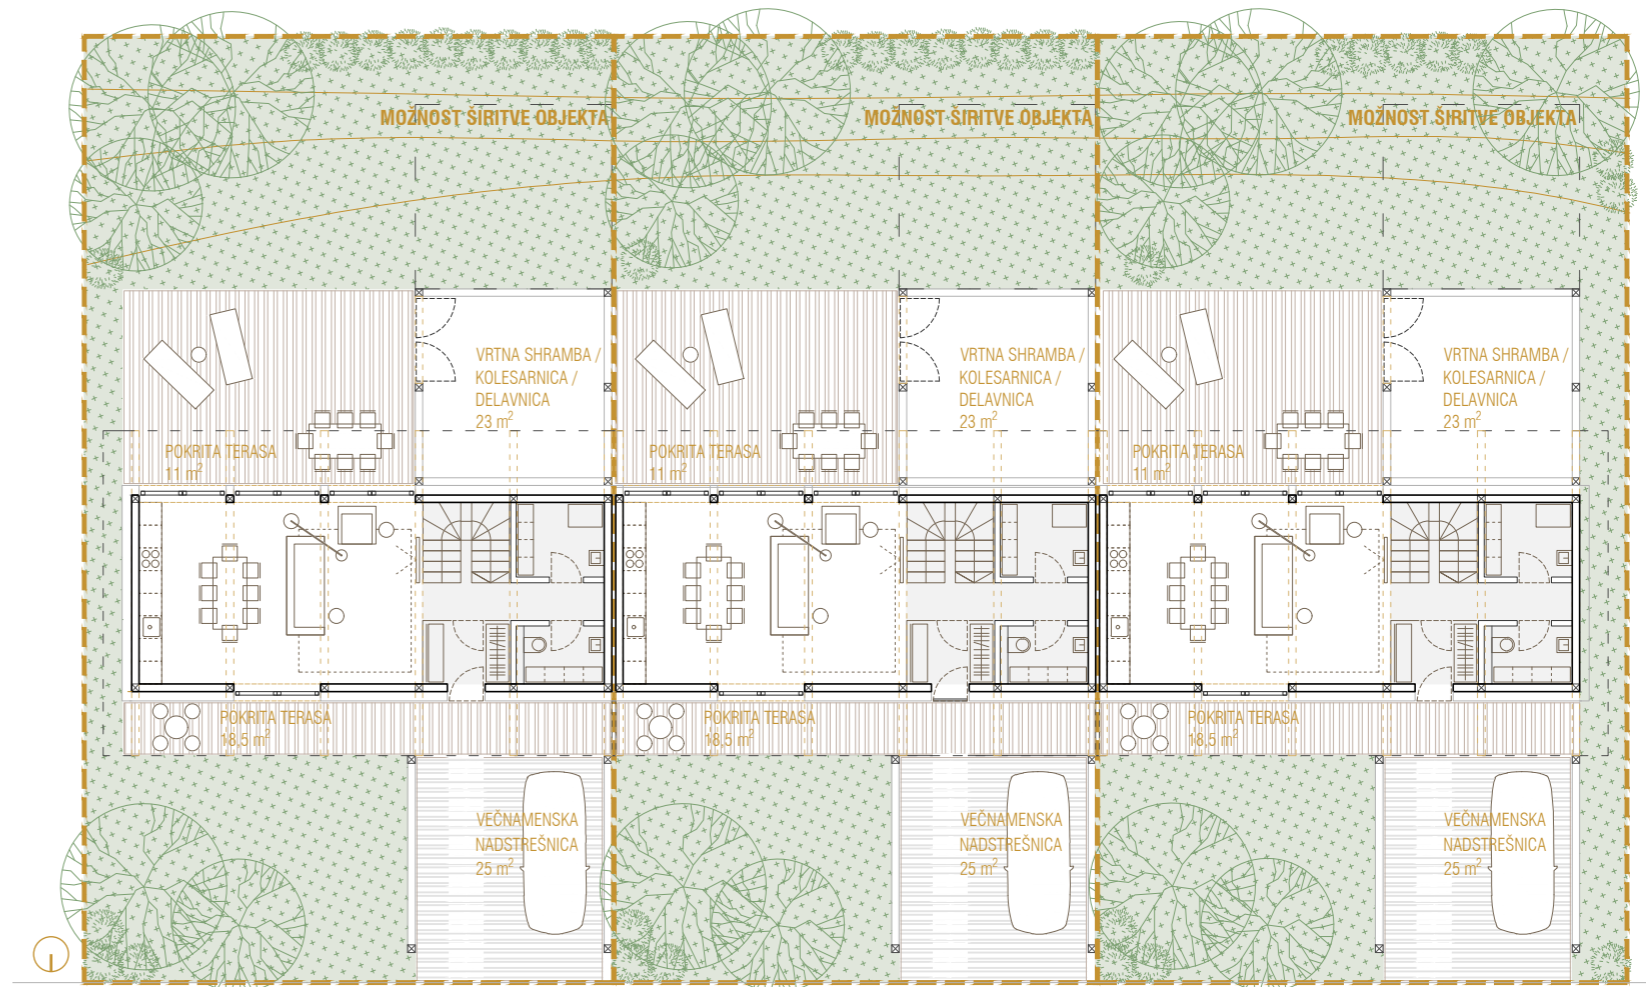 MOŽNOST ŠIRITVE OBJEKTA
MOŽNOST ŠIRITVE OBJEKTA
MOŽNOST ŠIRITVE OBJEKTA
VRTNA SHRAMBA /
KOLESARNICA /
DELAVNICA
23 m²
VRTNA SHRAMBA /
KOLESARNICA /
DELAVNICA
23 m²
VRTNA SHRAMBA /
KOLESARNICA /
DELAVNICA
23 m²
POKRITA TERASA
11 m²
POKRITA TERASA
11 m²
POKRITA TERASA
11 m²
POKRITA TERASA
18,5 m²
POKRITA TERASA
18,5 m²
POKRITA TERASA
18,5 m²
VEČNAMENSKA
NADSTREŠNICA
25 m²
VEČNAMENSKA
NADSTREŠNICA
25 m²
VEČNAMENSKA
NADSTREŠNICA
25 m²